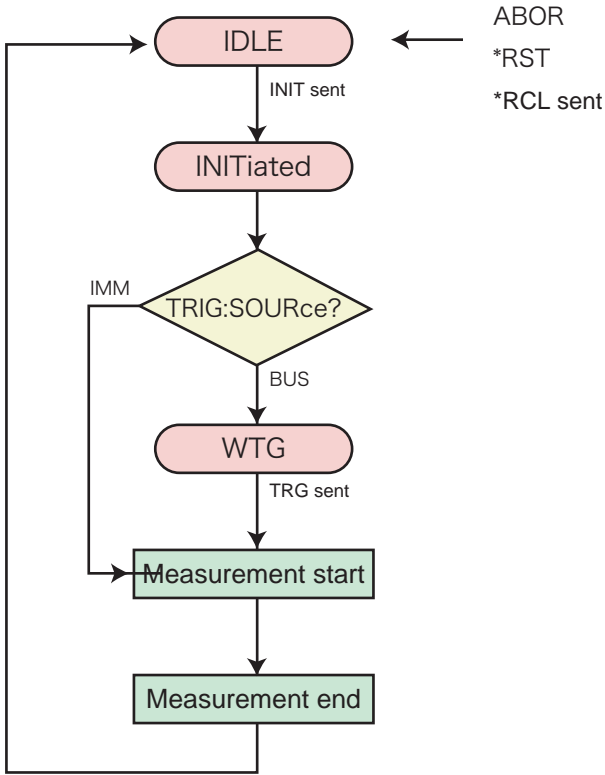 IDLE
ABOR
*RST
*RCL sent
INIT sent
INITiated
IMM
TRIG:SOURce?
BUS
WTG
TRG sent
Measurement start
Measurement end